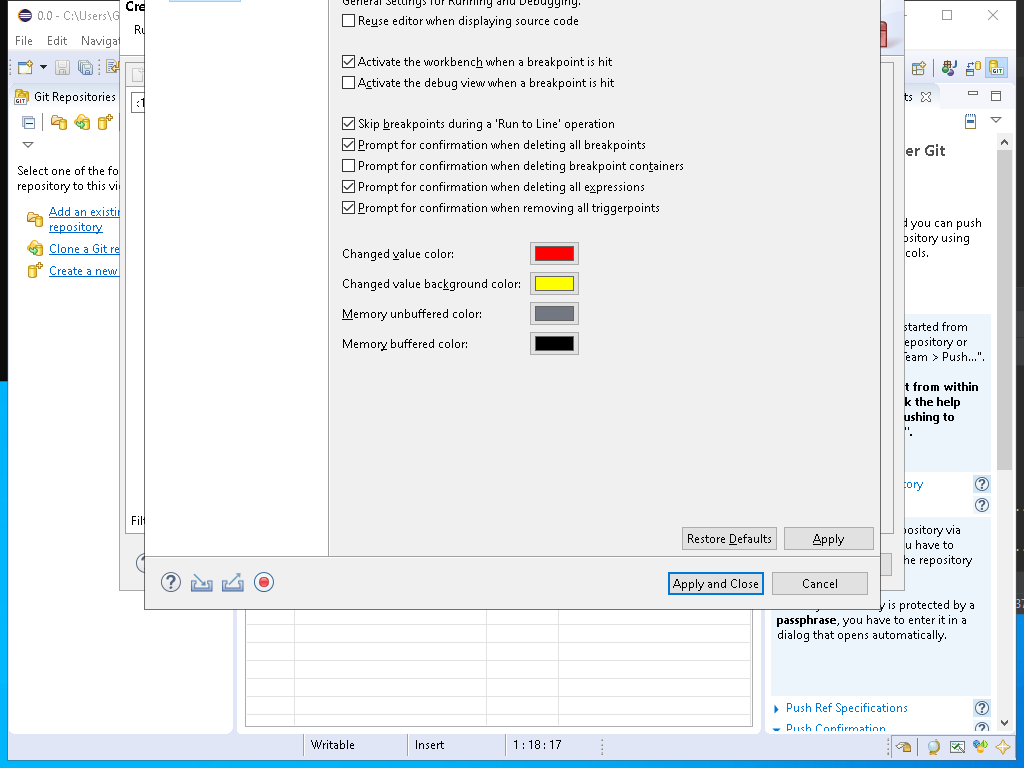 0.0 - C:\Users\G
Cre
File Edit Navigat
Ru
General Settings for Running and Debugging.
Reuse editor when displaying source code
Activate the workbench when a breakpoint is hit
Activate the debug view when a breakpoint is hit
Git Repositories
ts
Skip breakpoints during a 'Run to Line' operation
Prompt for confirmation when deleting all breakpoints
Prompt for confirmation when deleting breakpoint containers
Prompt for confirmation when deleting all expressions
Prompt for confirmation when removing all triggerpoints
er Git
Select one of the fo
repository to this vi
Add an existin
repository
Clone a Git re
Create a new
d you can push
ository using
cols.
Changed value color:
Changed value background color:
Memory unbuffered color:
Memory buffered color:
started from
epository or
Team > Push...".
t from within
k the help
ushing to
".
ory
Filt
Restore Defaults Apply
pository via
u have to
he repository
Apply and Close Cancel
y is protected by a
passphrase, you have to enter it in a
dialog that opens automatically.
Push Ref Specifications
Push Confirmation
Writable Insert 1 : 18 : 17